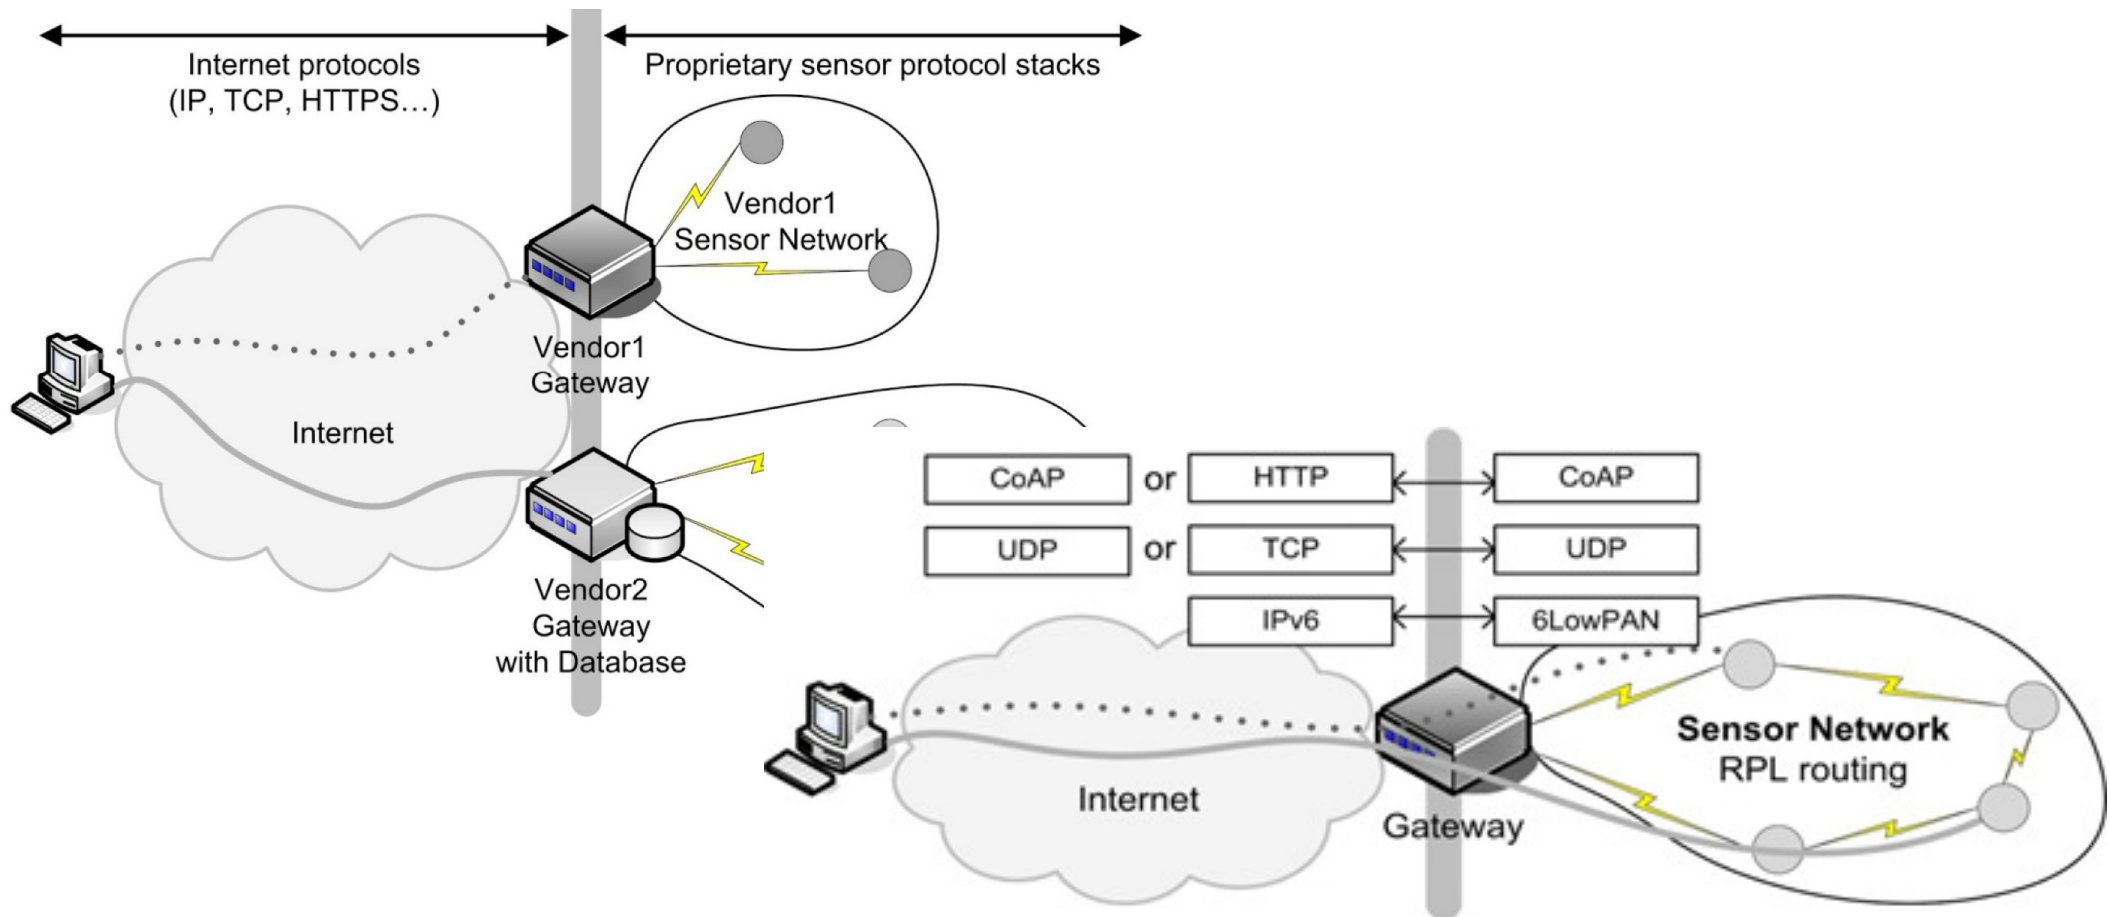 Internet protocols
(IP, TCP, HTTPS…)
Proprietary sensor protocol stacks
Vendor1
Sensor Network
Vendor1
Gateway
Internet
Vendor2
Gateway
with Database
CoAP or HTTP CoAP
UDP or TCP UDP
IPv6 6LowPAN
Sensor Network
RPL routing
Internet
Gateway